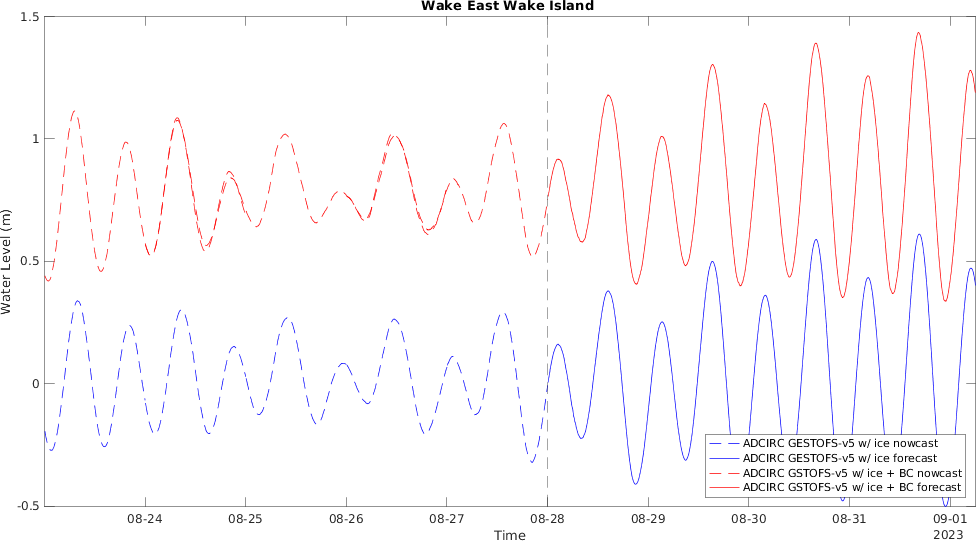 Wake East Wake Island
1.5
1
0.5
0
-0.5
Water Level (m)
ADCIRC GESTOFS-v5 w/ ice nowcast
ADCIRC GESTOFS-v5 w/ ice forecast
ADCIRC GSTOFS-v5 w/ ice + BC nowcast
ADCIRC GSTOFS-v5 w/ ice + BC forecast
08-24 08-25 08-26 08-27 08-28 08-29 08-30 08-31 09-01
2023
Time